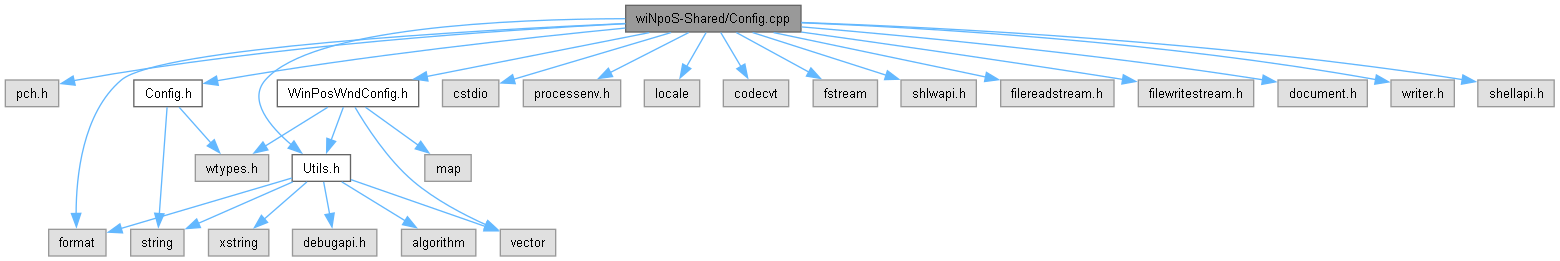 wiNpoS-Shared/Config.cpp
pch.h
Config.h
WinPosWndConfig.h
cstdio
processenv.h
locale
codecvt
fstream
shlwapi.h
filereadstream.h
filewritestream.h
document.h
writer.h
shellapi.h
wtypes.h
Utils.h
map
format
string
xstring
debugapi.h
algorithm
vector